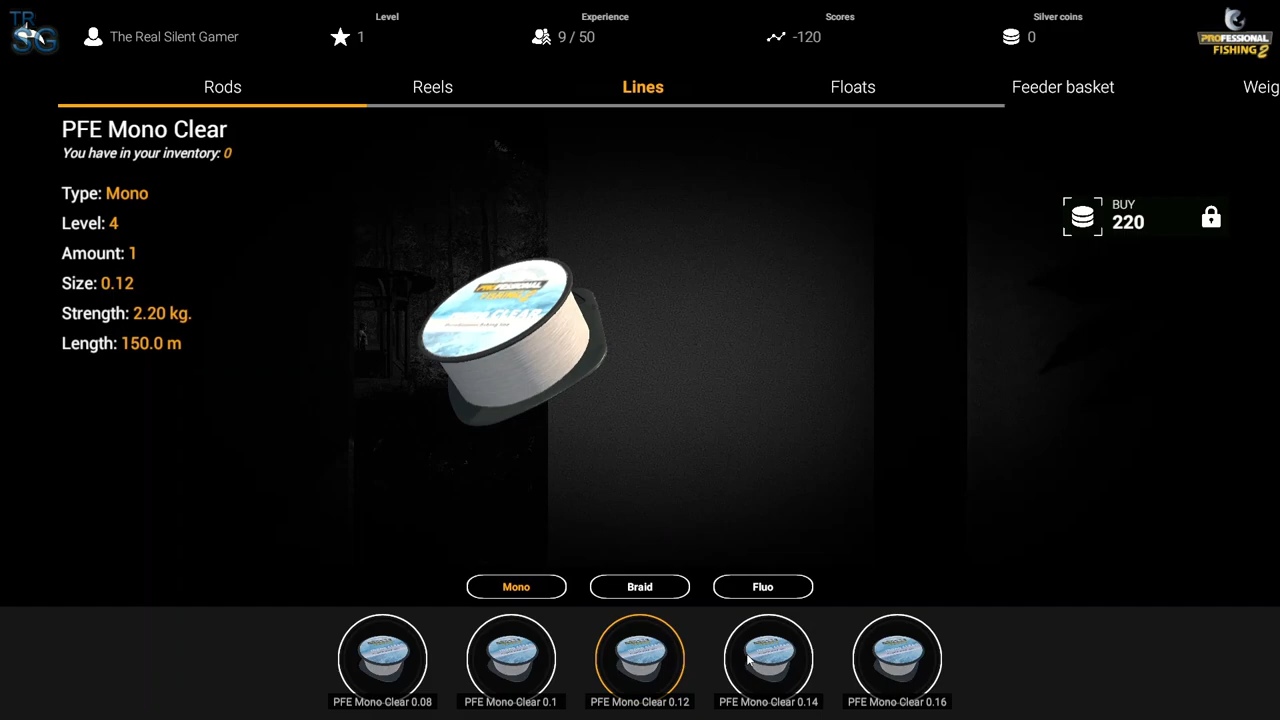 TR
SG
The Real Silent Gamer
Level
1
Experience
9 / 50
Scores
-120
Silver coins
0
PROFESSIONAL
FISHING 2
Rods
Reels
Lines
Floats
Feeder basket
Weig
PFE Mono Clear
You have in your inventory: 0
Type: Mono
Level: 4
Amount: 1
Size: 0.12
Strength: 2.20 kg.
Length: 150.0 m
BUY
220
PROFESSIONAL
FISHING 2
Mono
Braid
Fluo
PFE Mono Clear 0.08
PFE Mono Clear 0.1
PFE Mono Clear 0.12
PFE Mono Clear 0.14
PFE Mono Clear 0.16